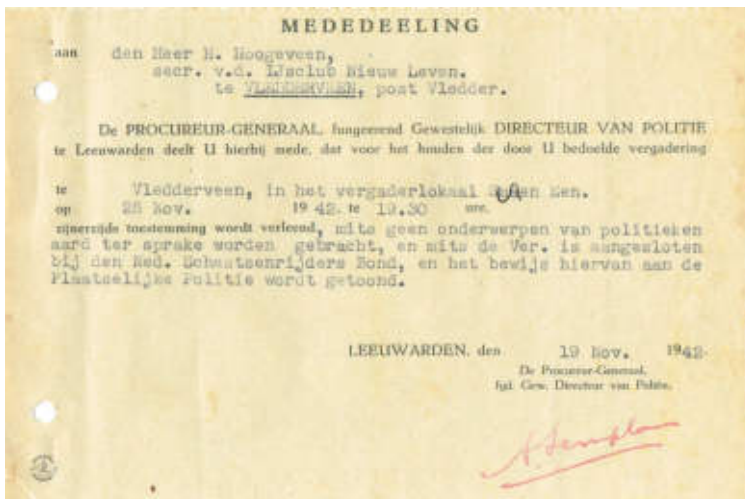 MEDEDEELING
aan den Heer H. Hoogeveen,
secr. v.d. IJsclub Nieuw Leven.
te VLEDDERVEEN, post Vledder.
De PROCUREUR-GENERAAL, fungeerend Gewestelijk DIRECTEUR VAN POLITIE
te Leeuwarden deelt U hierbij mede, dat voor het houden der door U bedoelde vergadering
te Vledderveen, in het vergaderlokaal
op 25 Nov. 1942. te 19.30 ure.
zijnerzijds toestemming wordt verleend, mits geen onderwerpen van politieken
aard ter sprake worden gebracht, en mits de Ver. is aangesloten
bij den Ned. Schaatsenrijders Bond, en het bewijs hiervan aan de
Plaatselijke Politie wordt getoond.
LEEUWARDEN, den 19 Nov. 1942.
De Procureur-Generaal,
fgd. Gew. Directeur van Politie,